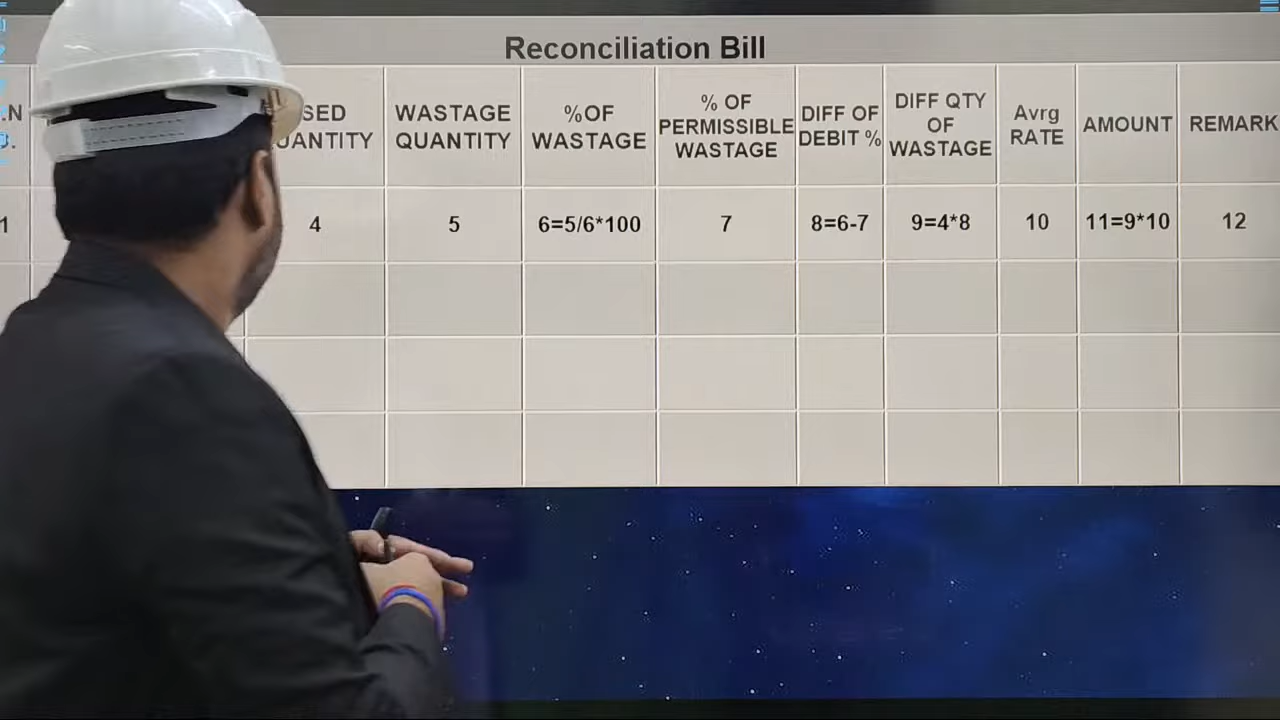 Reconciliation Bill
WASTAGE
QUANTITY
%OF
WASTAGE
% OF
PERMISSIBLE
WASTAGE
DIFF OF
DEBIT %
DIFF QTY
OF
WASTAGE
Avrg
RATE
AMOUNT
REMARK
1
4
5
6=5/6*100
7
8=6-7
9=4*8
10
11=9*10
12